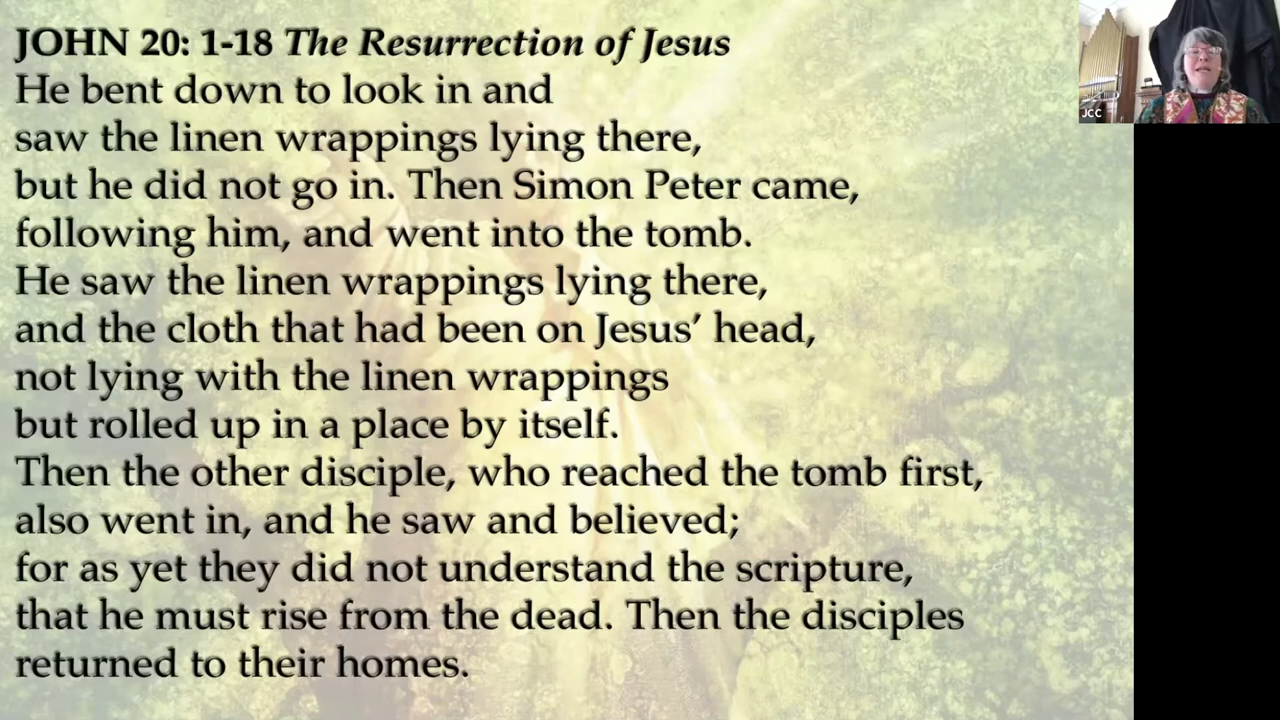 JOHN 20: 1-18 The Resurrection of Jesus
He bent down to look in and
saw the linen wrappings lying there,
but he did not go in. Then Simon Peter came,
following him, and went into the tomb.
He saw the linen wrappings lying there,
and the cloth that had been on Jesus’ head,
not lying with the linen wrappings
but rolled up in a place by itself.
Then the other disciple, who reached the tomb first,
also went in, and he saw and believed;
for as yet they did not understand the scripture,
that he must rise from the dead. Then the disciples
returned to their homes.
JCC